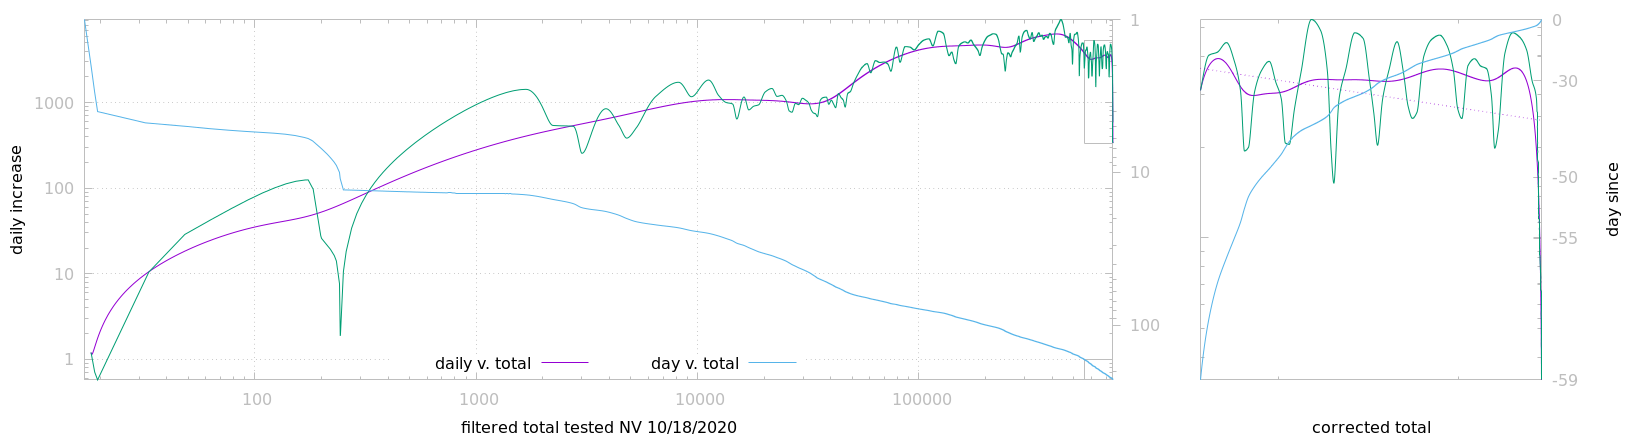 daily increase
1000
100
10
1
100
1000
10000
100000
1
10
100
daily v. total
day v. total
filtered total tested NV 10/18/2020
0
-30
-50
-55
-59
day since
corrected total